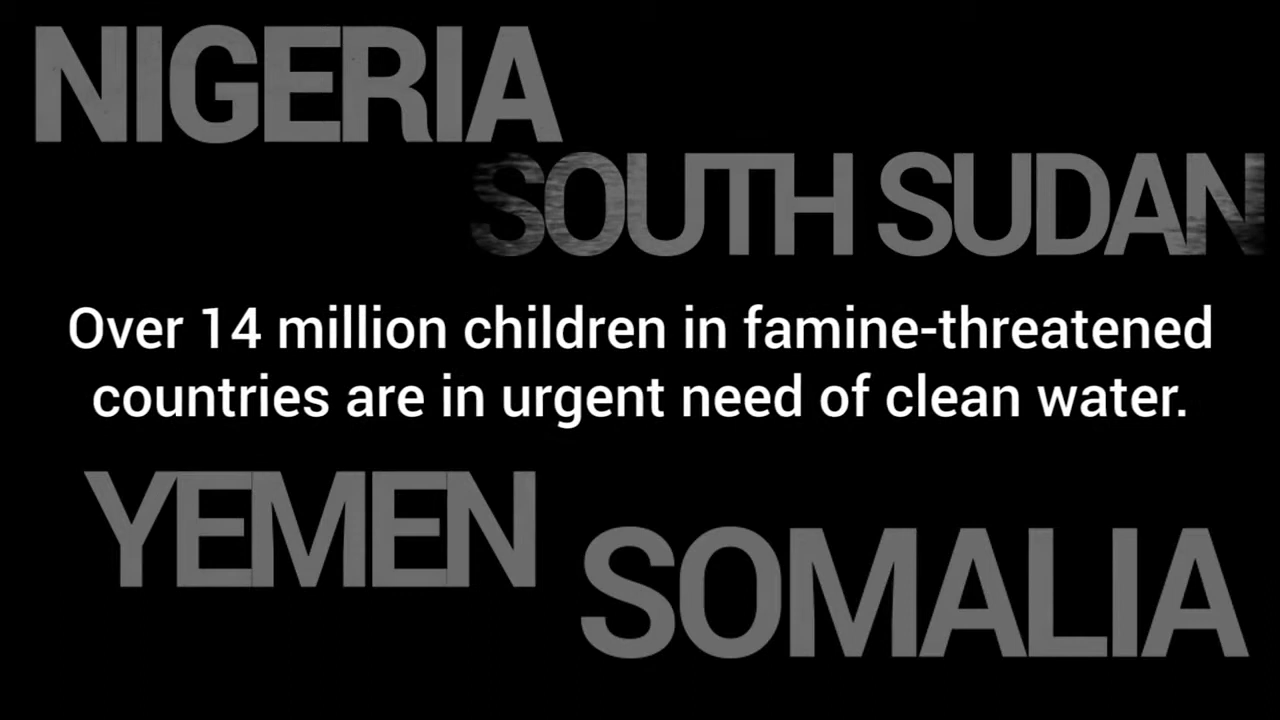 NIGERIA
SOUTH SUDAN
Over 14 million children in famine-threatened
countries are in urgent need of clean water.
YEMEN
SOMALIA